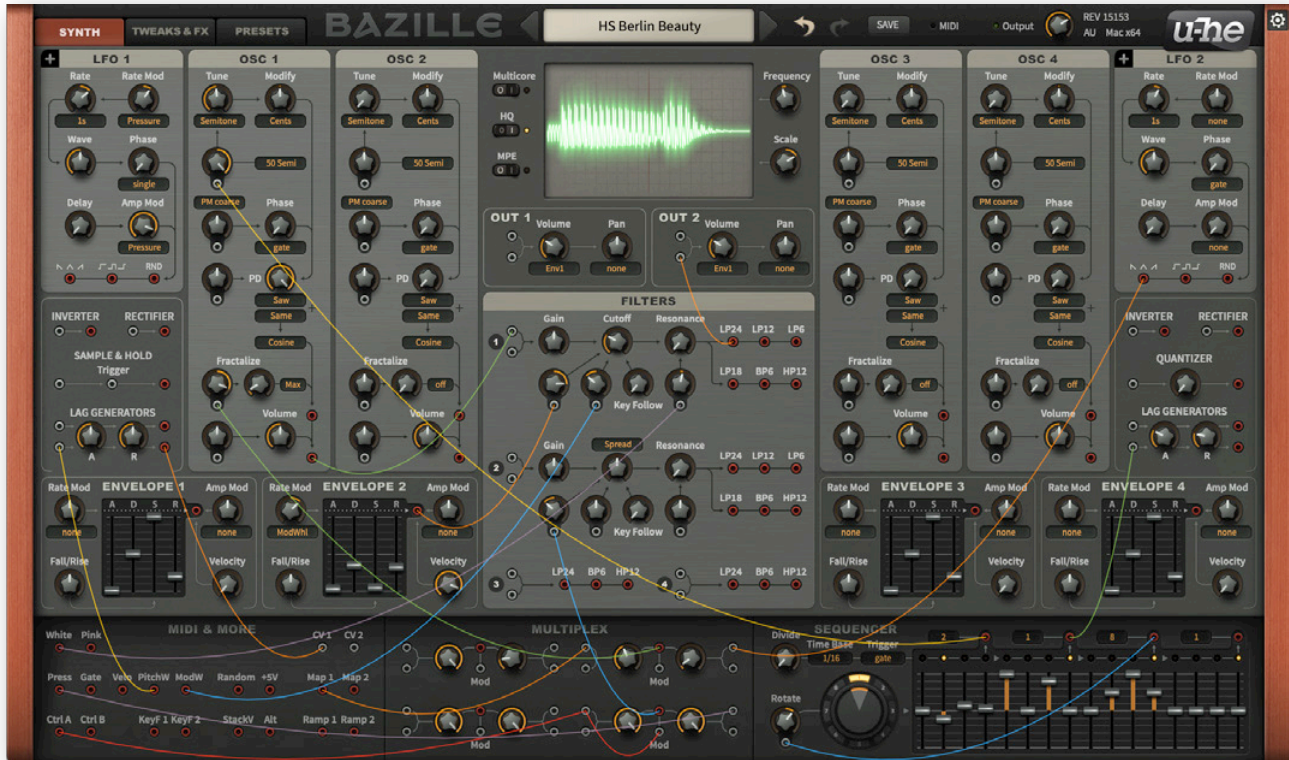 SYNTH TWEAKS & FX PRESETS BAZILLE HS Berlin Beauty SAVE MIDI Output REV 15153
AU Mac x64 u-he
LFO 1
Rate Rate Mod
1s Pressure
Wave Phase
single
Delay Amp Mod
Pressure
RND
OSC 1
Tune Modify
Semitone Cents
50 Semi
PM coarse Phase
gate
PD
Saw
Same
Cosine
Fractalize
Max
Volume
OSC 2
Tune Modify
Semitone Cents
50 Semi
PM coarse Phase
gate
PD
Saw
Same
Cosine
Fractalize
off
Volume
Multicore
O I
HQ
O I
MPE
O I
Frequency
Scale
OUT 1
Volume Pan
Env1 none
OUT 2
Volume Pan
Env1 none
FILTERS
Gain Cutoff Resonance
1
LP24 LP12 LP6
LP18 BP6 HP12
Key Follow
Gain Spread Resonance
2
LP24 LP12 LP6
LP18 BP6 HP12
Key Follow
3 LP24 BP6 HP12 4 LP24 BP6 HP12
OSC 3
Tune Modify
Semitone Cents
50 Semi
PM coarse Phase
gate
PD
Saw
Same
Cosine
Fractalize
off
Volume
OSC 4
Tune Modify
Semitone Cents
50 Semi
PM coarse Phase
gate
PD
Saw
Same
Cosine
Fractalize
off
Volume
LFO 2
Rate Rate Mod
1s none
Wave Phase
gate
Delay Amp Mod
none
RND
INVERTER RECTIFIER
SAMPLE & HOLD
Trigger
LAG GENERATORS
A R
INVERTER RECTIFIER
QUANTIZER
LAG GENERATORS
A R
Rate Mod ENVELOPE 1 Amp Mod
A D S R
none none
Fall/Rise Velocity
Rate Mod ENVELOPE 2 Amp Mod
A D S R
ModWhl none
Fall/Rise Velocity
Rate Mod ENVELOPE 3 Amp Mod
A D S R
none none
Fall/Rise Velocity
Rate Mod ENVELOPE 4 Amp Mod
A D S R
none none
Fall/Rise Velocity
MIDI & MORE
White Pink CV 1 CV 2
Press Gate Velo PitchW ModW Random +5V Map 1 Map 2
Ctrl A Ctrl B KeyF 1 KeyF 2 StackV Alt Ramp 1 Ramp 2
MULTIPLEX
Mod Mod
Mod Mod
SEQUENCER
Divide Time Base Trigger
1/16 gate
Rotate
2 1 8 1